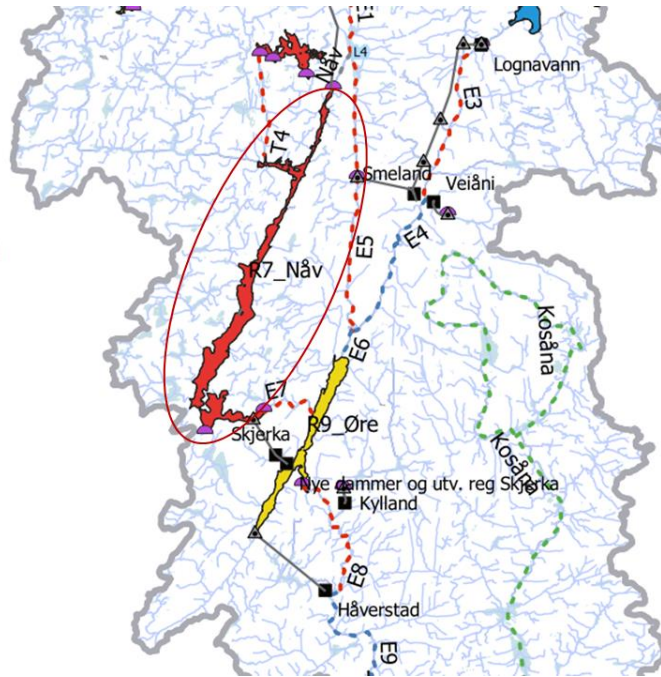 E1
Nåv
L4
Lognavann
E3
T4
Smeland
Veiåni
E5
E4
R7_Nåv
Kosåna
E6
E7
R9_Øre
Skjerka
Kosåna
Nye dammer og utv. reg Skjerka
Kylland
E8
Håverstad
E9